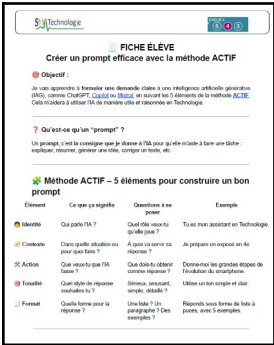 Technologie
CYCLE 4
5 4 3
FICHE ÉLÈVE
Créer un prompt efficace avec la méthode ACTIF
Objectif :
Je vais apprendre à formuler une demande claire à une intelligence artificielle générative
(IAG), comme ChatGPT, Copilot ou Mistral, en suivant les 5 éléments de la méthode ACTIF.
Cela m'aidera à utiliser l'IA de manière utile et raisonnée en Technologie.
Qu'est-ce qu'un "prompt" ?
Un prompt, c'est la consigne que je donne à l'IA pour qu'elle m'aide à faire une tâche :
expliquer, résumer, générer une idée, corriger un texte, etc.
Méthode ACTIF – 5 éléments pour construire un bon
prompt
Élément Ce que ça signifie Questions à se poser Exemple
Identité Qui parle l'IA ? Quel rôle veux-tu qu'elle joue ? Tu es mon assistant en Technologie.
Contexte Dans quelle situation ou pour quoi faire ? À quoi va servir sa réponse ? Je prépare un exposé en 4e.
Action Que veux-tu que l'IA fasse ? Que dois-tu obtenir comme réponse ? Donne-moi les grandes étapes de l'évolution du smartphone.
Tonalité Quel style de réponse souhaites-tu ? Sérieux, amusant, simple, détaillé ? Utilise un ton simple et clair.
Format Quelle forme pour la réponse ? Une liste ? Un paragraphe ? Des exemples ? Réponds sous forme de liste à puces, avec 5 exemples.